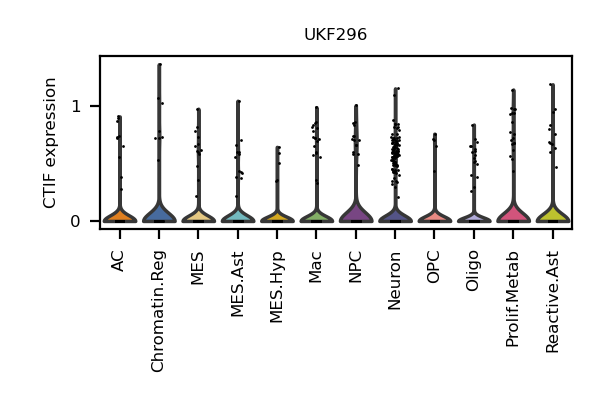 UKF296
CTIF expression
1
0
AC
Chromatin.Reg
MES
MES.Ast
MES.Hyp
Mac
NPC
Neuron
OPC
Oligo
Prolif.Metab
Reactive.Ast